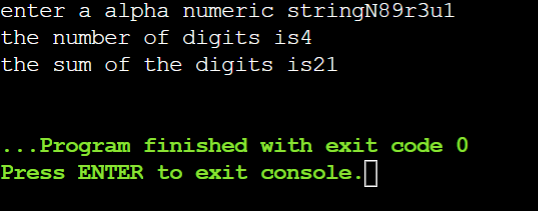 enter a alpha numeric stringN89r3u1
the number of digits is4
the sum of the digits is21
...Program finished with exit code 0
Press ENTER to exit console.